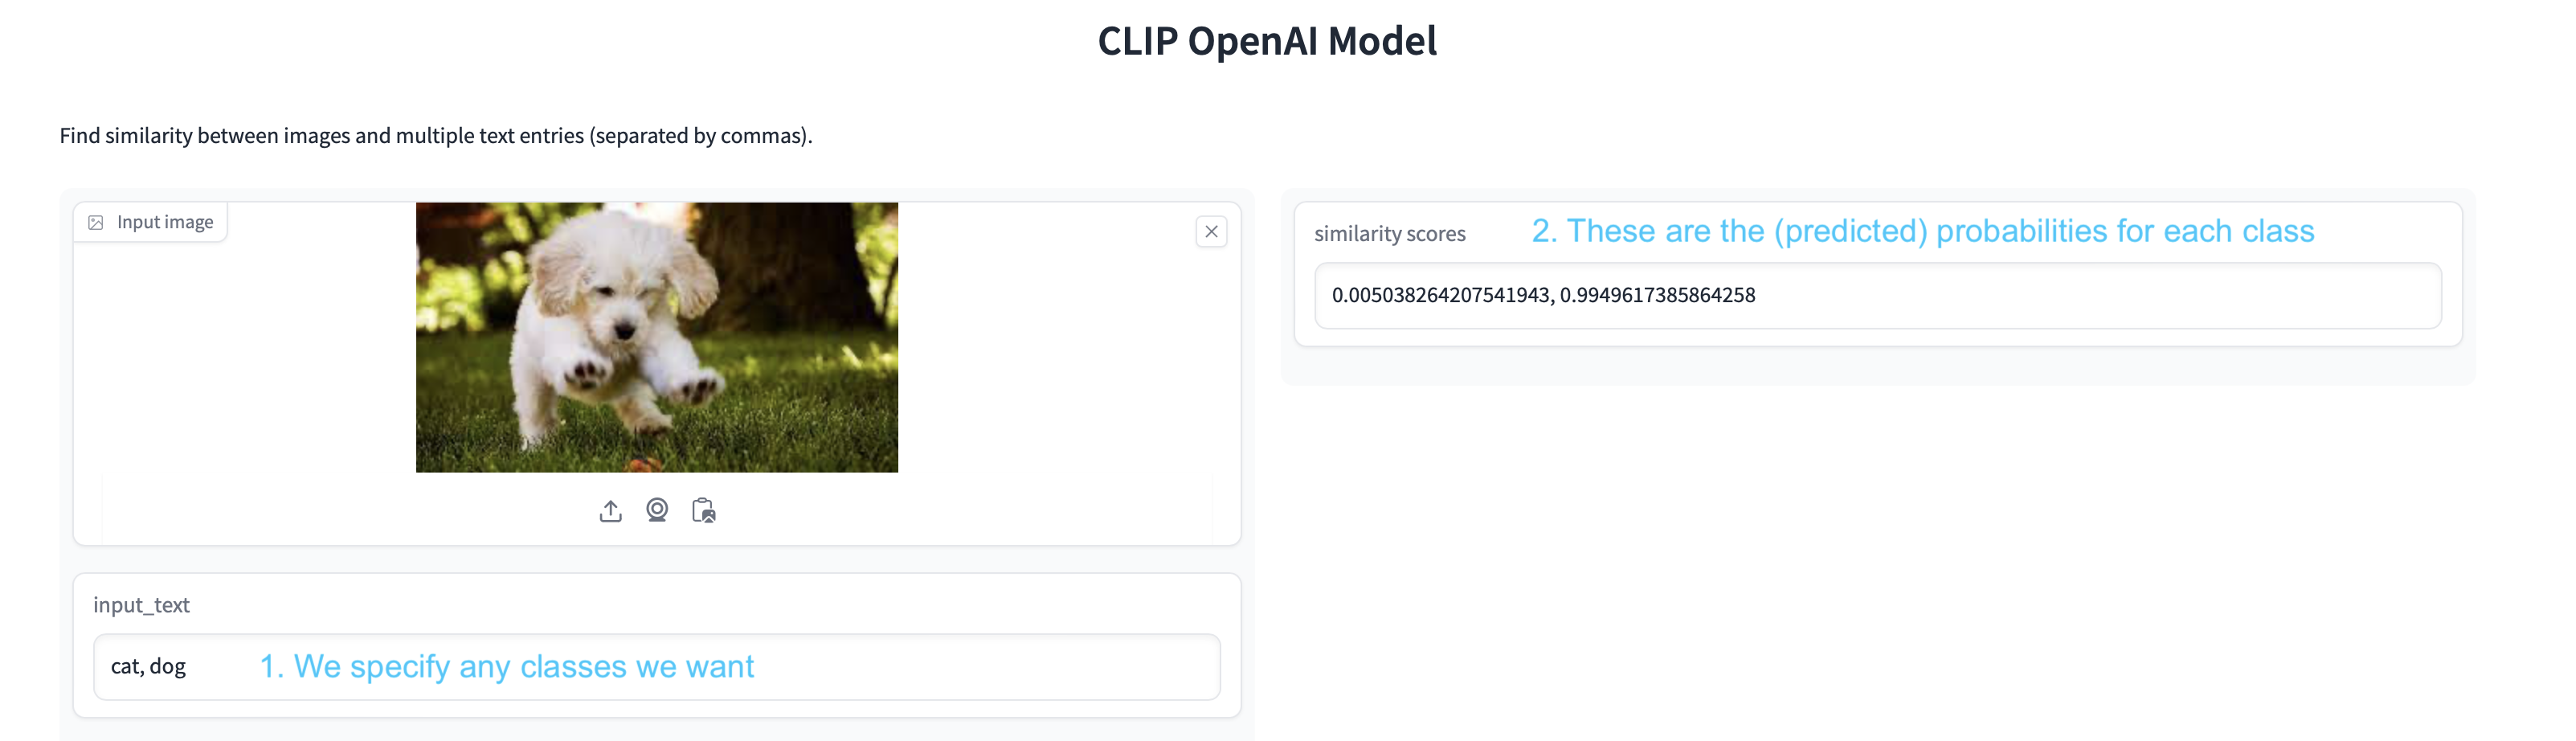 CLIP OpenAI Model
Find similarity between images and multiple text entries (separated by commas).
Input image
similarity scores
2. These are the (predicted) probabilities for each class
0.005038264207541943, 0.9949617385864258
input_text
cat, dog
1. We specify any classes we want